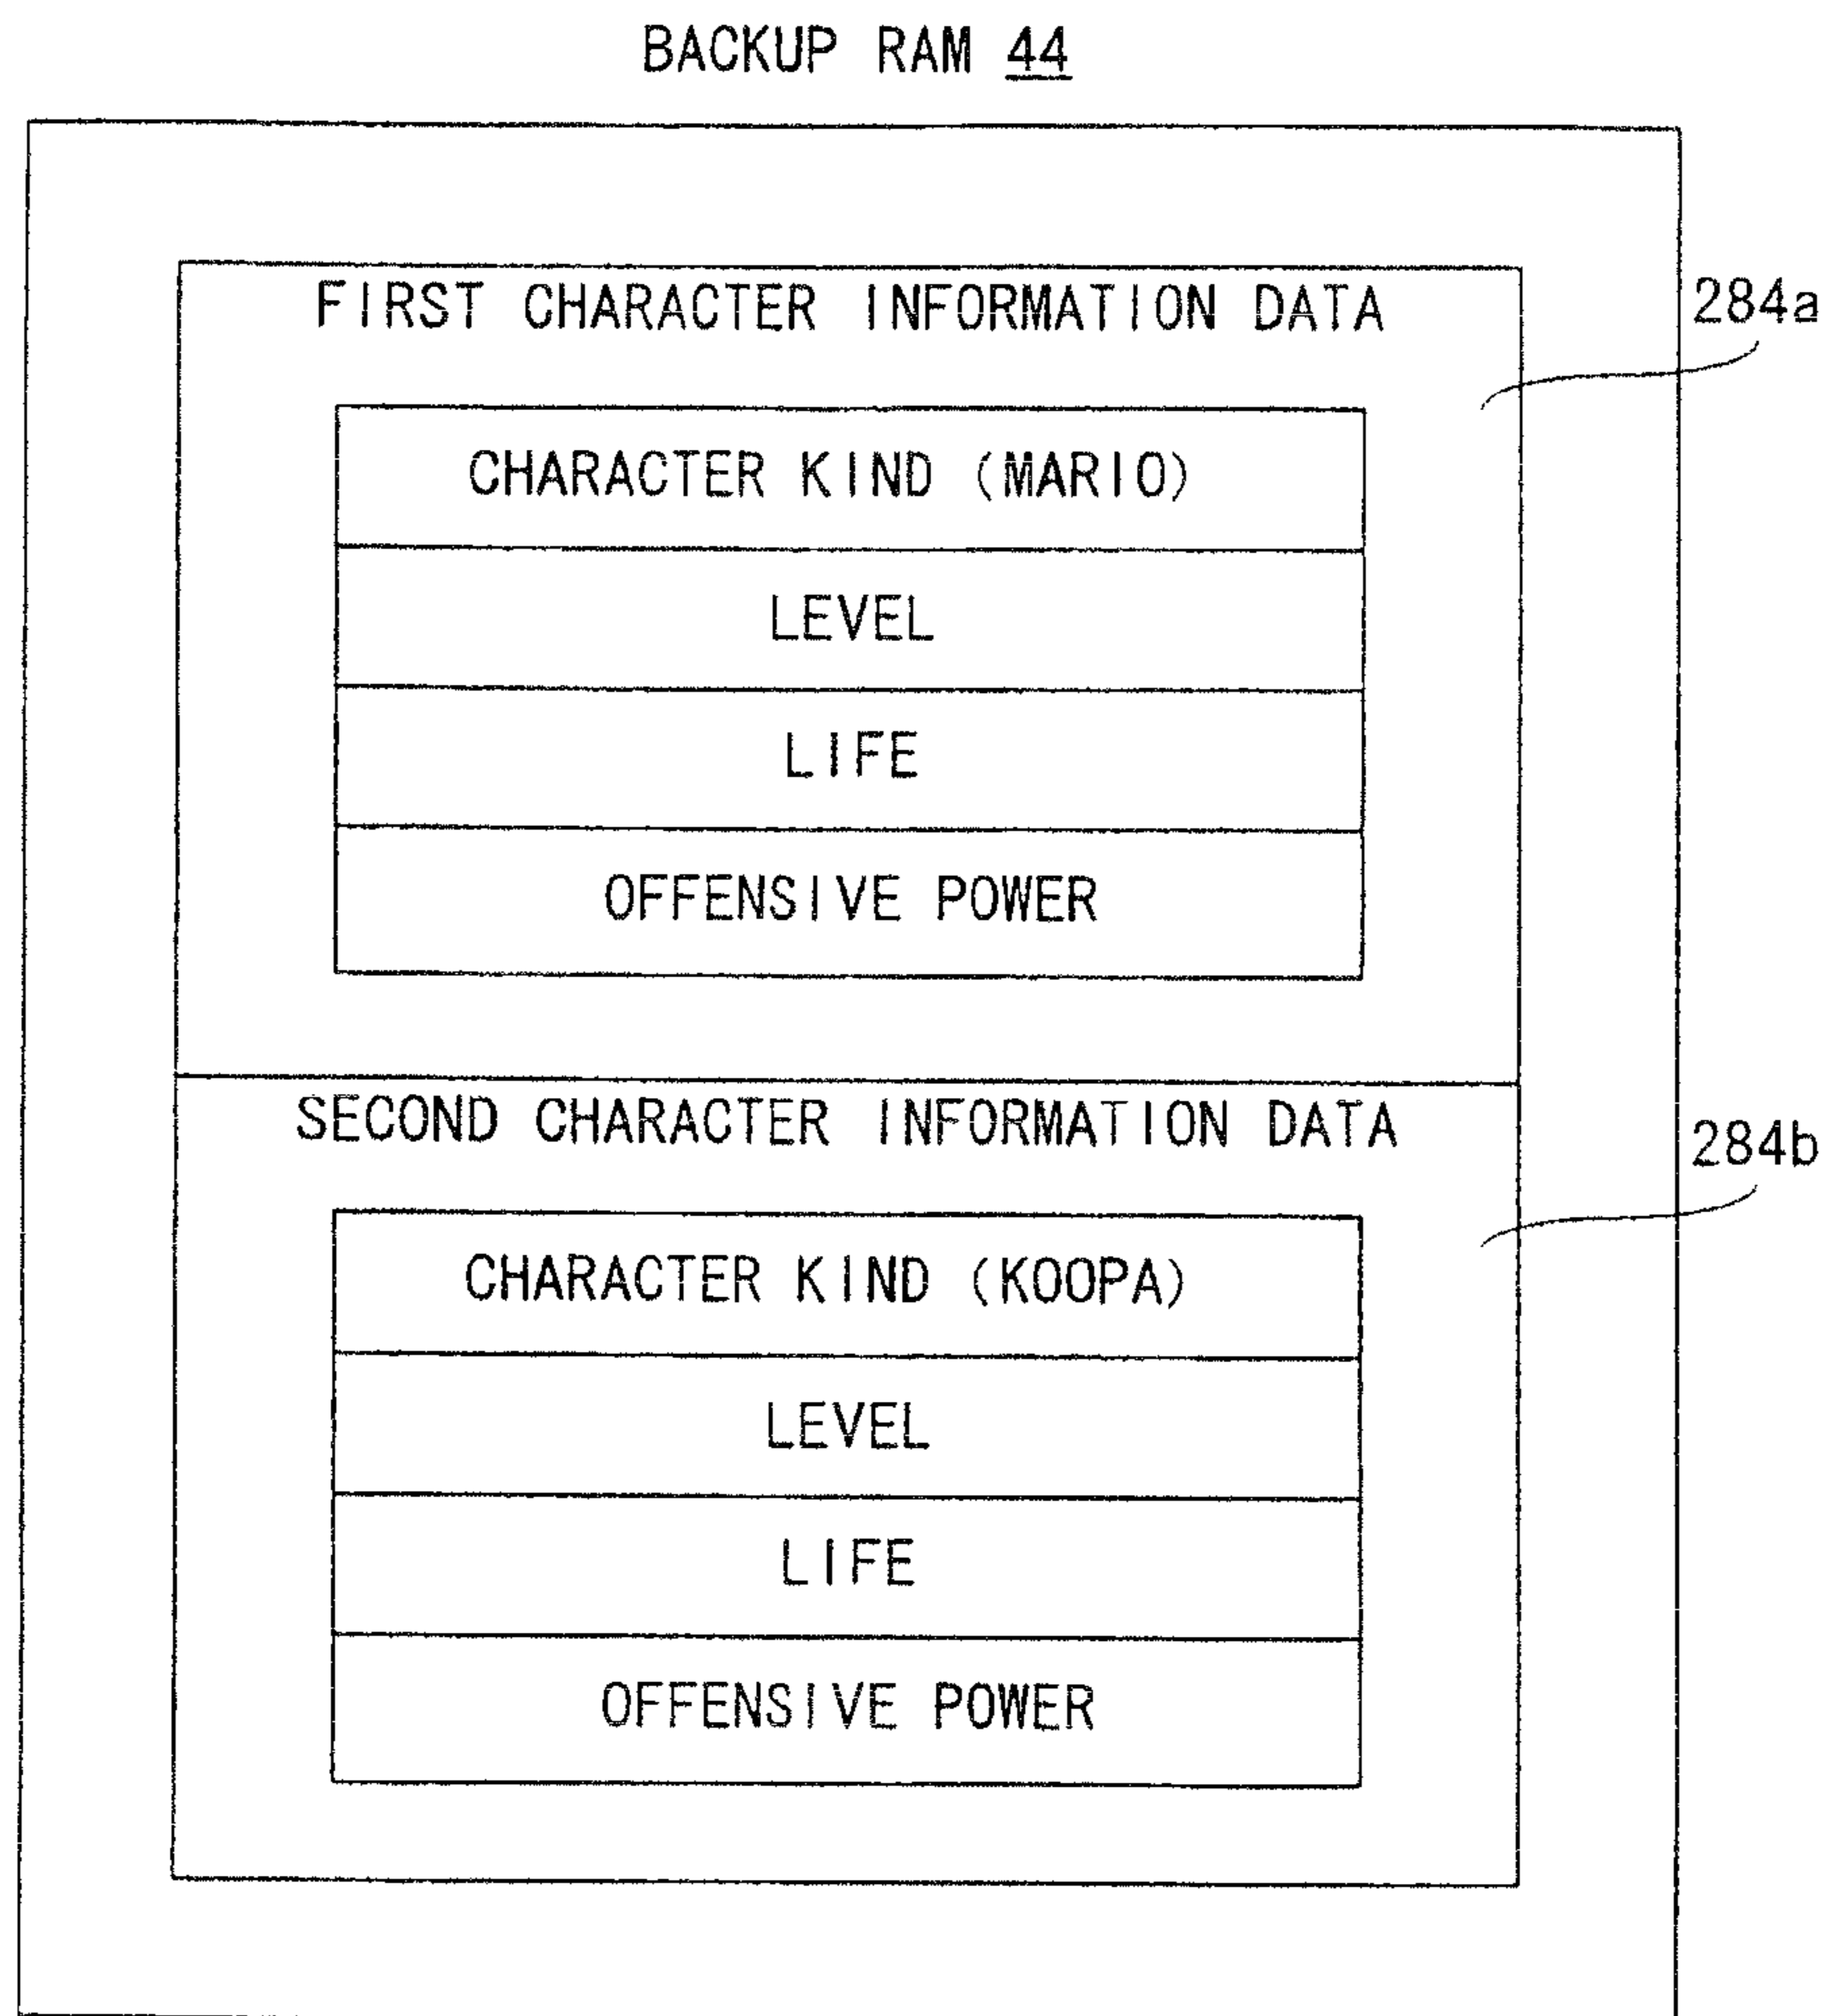 BACKUP RAM 44
FIRST CHARACTER INFORMATION DATA
284a
CHARACTER KIND (MARIO)
LEVEL
LIFE
OFFENSIVE POWER
SECOND CHARACTER INFORMATION DATA
284b
CHARACTER KIND (KOOPA)
LEVEL
LIFE
OFFENSIVE POWER